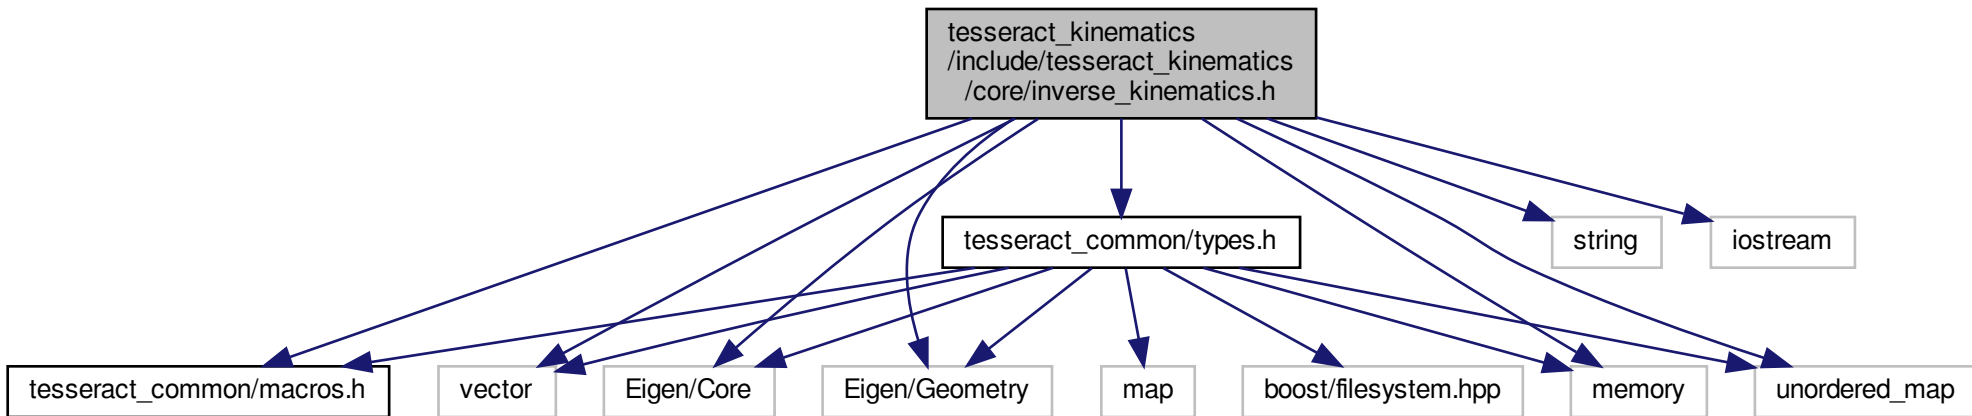 tesseract_kinematics
/include/tesseract_kinematics
/core/inverse_kinematics.h
tesseract_common/types.h
string
iostream
tesseract_common/macros.h
vector
Eigen/Core
Eigen/Geometry
map
boost/filesystem.hpp
memory
unordered_map